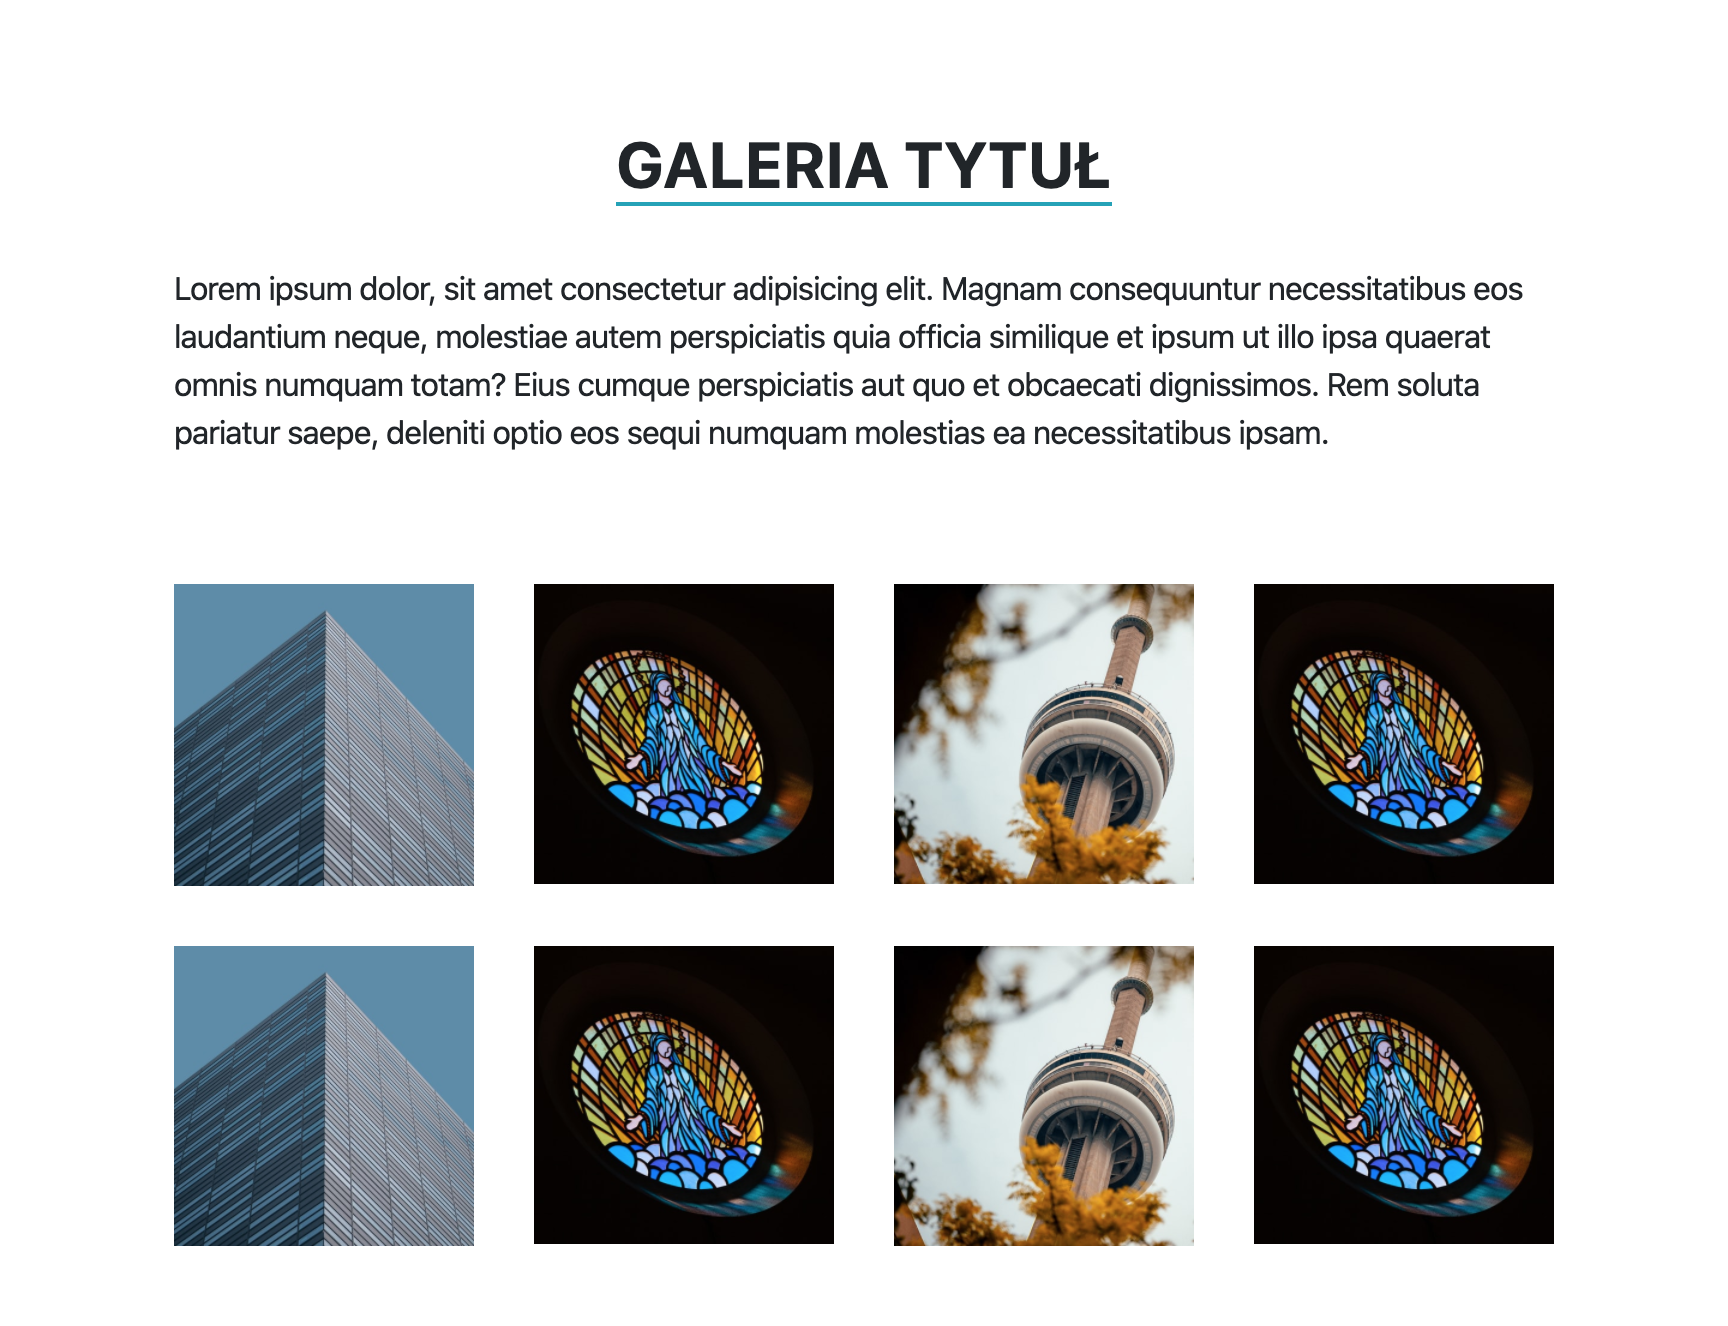 GALERIA TYTUŁ
Lorem ipsum dolor, sit amet consectetur adipisicing elit. Magnam consequuntur necessitatibus eos
laudantium neque, molestiae autem perspiciatis quia officia similique et ipsum ut illo ipsa quaerat
omnis numquam totam? Eius cumque perspiciatis aut quo et obcaecati dignissimos. Rem soluta
pariatur saepe, deleniti optio eos sequi numquam molestias ea necessitatibus ipsam.